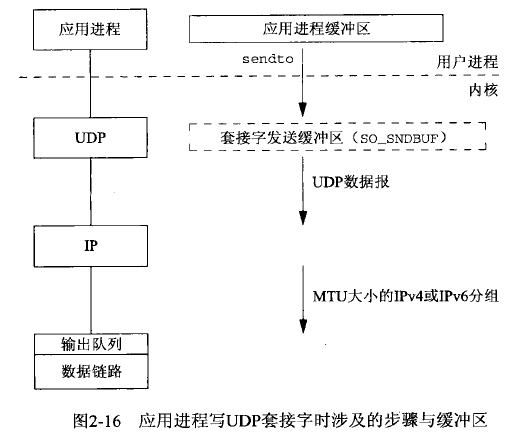 应用进程
应用进程缓冲区
sendto
用户进程
内核
UDP
套接字发送缓冲区（SO_SNDBUF）
UDP数据报
IP
MTU大小的IPv4或IPv6分组
输出队列
数据链路
图2-16 应用进程写UDP套接字时涉及的步骤与缓冲区